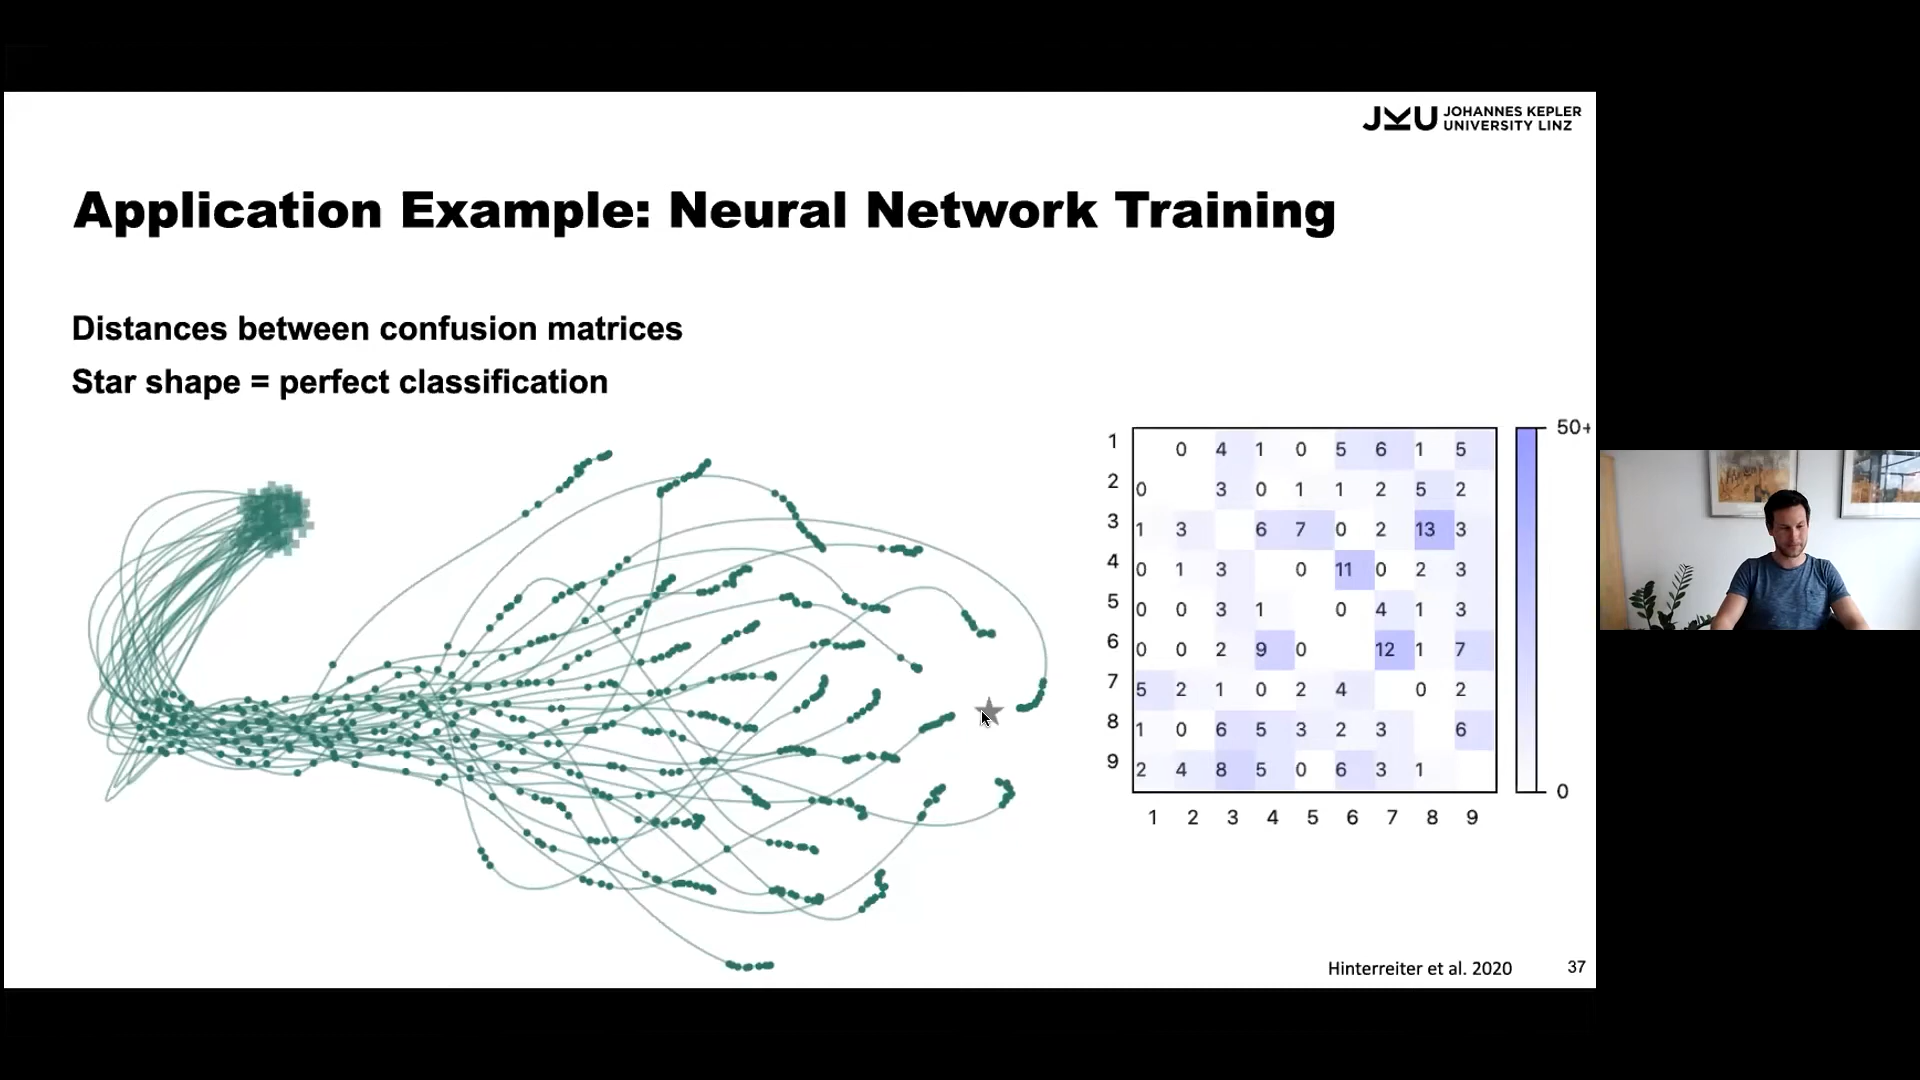 JKU JOHANNES KEPLER
UNIVERSITY LINZ
Application Example: Neural Network Training
Distances between confusion matrices
Star shape = perfect classification
50+
1 0 4 1 0 5 6 1 5
2 0 3 0 1 1 2 5 2
3 1 3 6 7 0 2 13 3
4 0 1 3 0 11 0 2 3
5 0 0 3 1 0 4 1 3
6 0 0 2 9 0 12 1 7
7 5 2 1 0 2 4 0 2
8 1 0 6 5 3 2 3 6
9 2 4 8 5 0 6 3 1
0
1 2 3 4 5 6 7 8 9
Hinterreiter et al. 2020
37